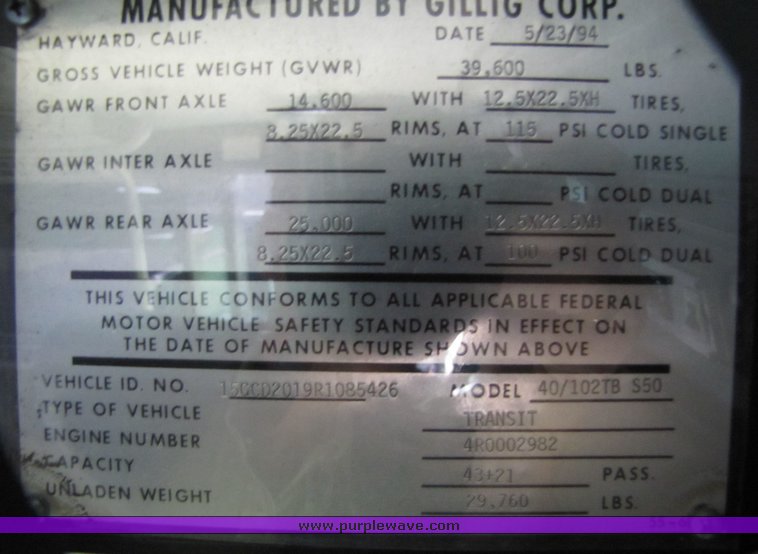 MANUFACTURED BY GILLIG CORP.
HAYWARD, CALIF. DATE 5/23/94
GROSS VEHICLE WEIGHT (GVWR) 39,600 LBS.
GAWR FRONT AXLE 14,600 WITH 12.5X22.5XH TIRES,
8.25X22.5 RIMS, AT 115 PSI COLD SINGLE
GAWR INTER AXLE WITH TIRES,
RIMS, AT PSI COLD DUAL
GAWR REAR AXLE 25,000 WITH 12.5X22.5XH TIRES,
8.25X22.5 RIMS, AT 100 PSI COLD DUAL
THIS VEHICLE CONFORMS TO ALL APPLICABLE FEDERAL
MOTOR VEHICLE SAFETY STANDARDS IN EFFECT ON
THE DATE OF MANUFACTURE SHOWN ABOVE
VEHICLE ID. NO. 15GCD2019R1085426 MODEL 40/102TB S50
TYPE OF VEHICLE TRANSIT
ENGINE NUMBER 4R0002982
CAPACITY 43+21 PASS.
UNLADEN WEIGHT 29,760 LBS.
www.purplewave.com